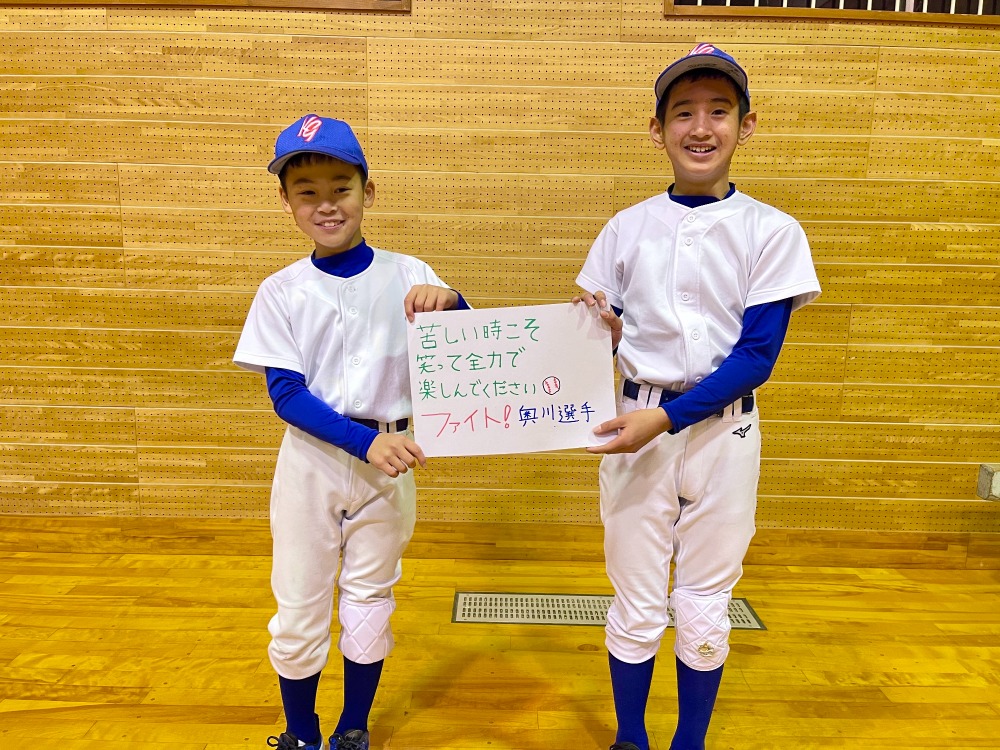 苦しい時こそ
笑って全力で
楽しんでください
ファイト!奥川選手